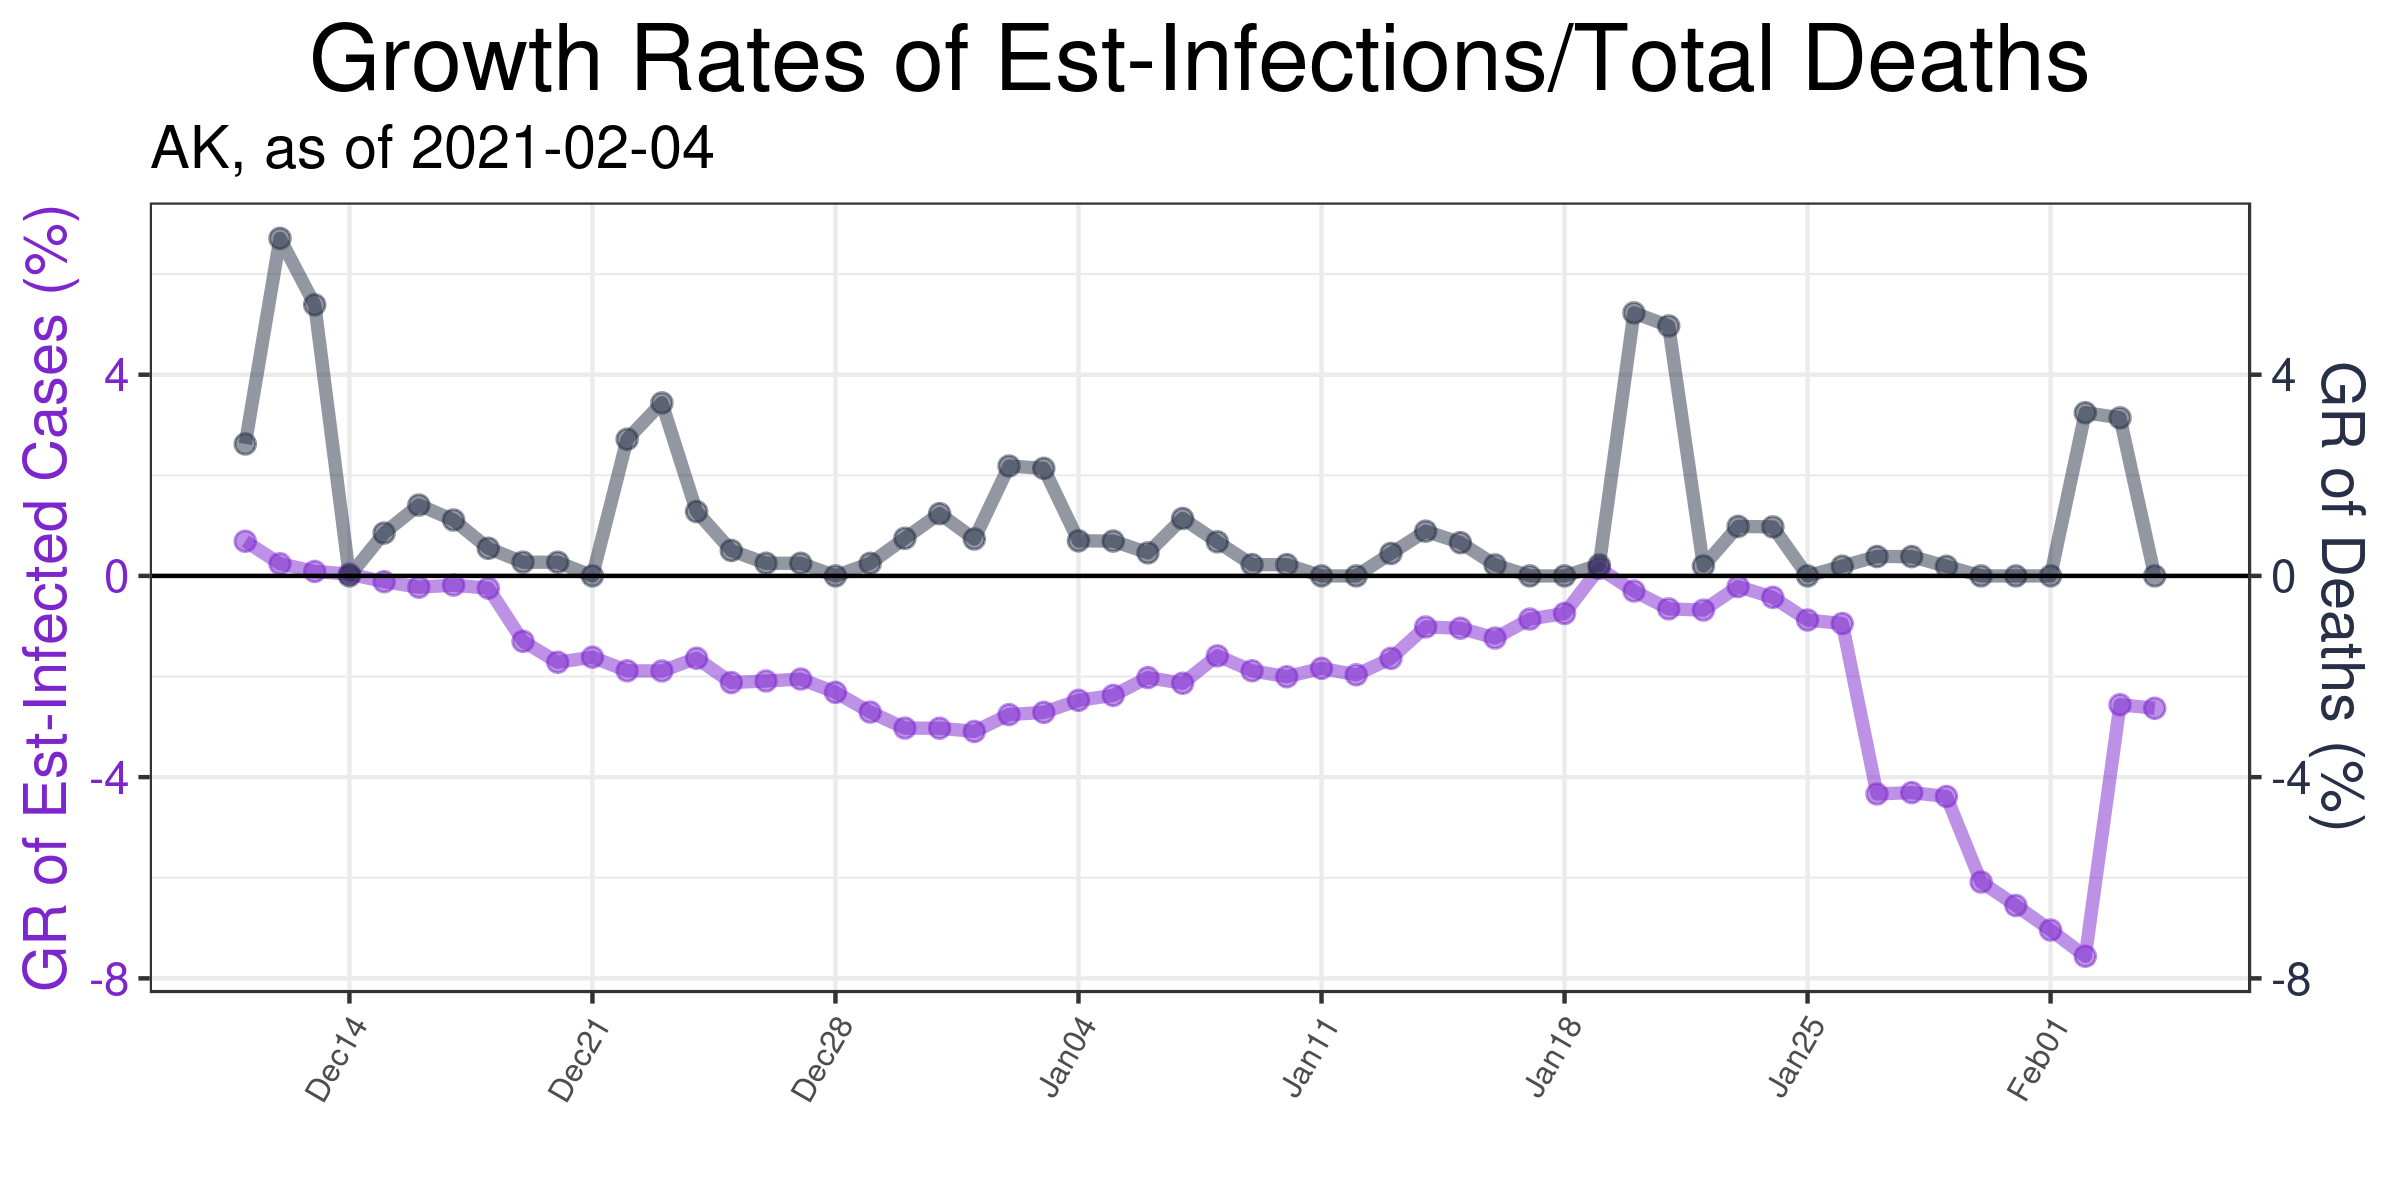 Growth Rates of Est-Infections/Total Deaths
AK, as of 2021-02-04
GR of Est-Infected Cases (%)
4
0
-4
-8
4
0
-4
-8
GR of Deaths (%)
Dec14
Dec21
Dec28
Jan04
Jan11
Jan18
Jan25
Feb01